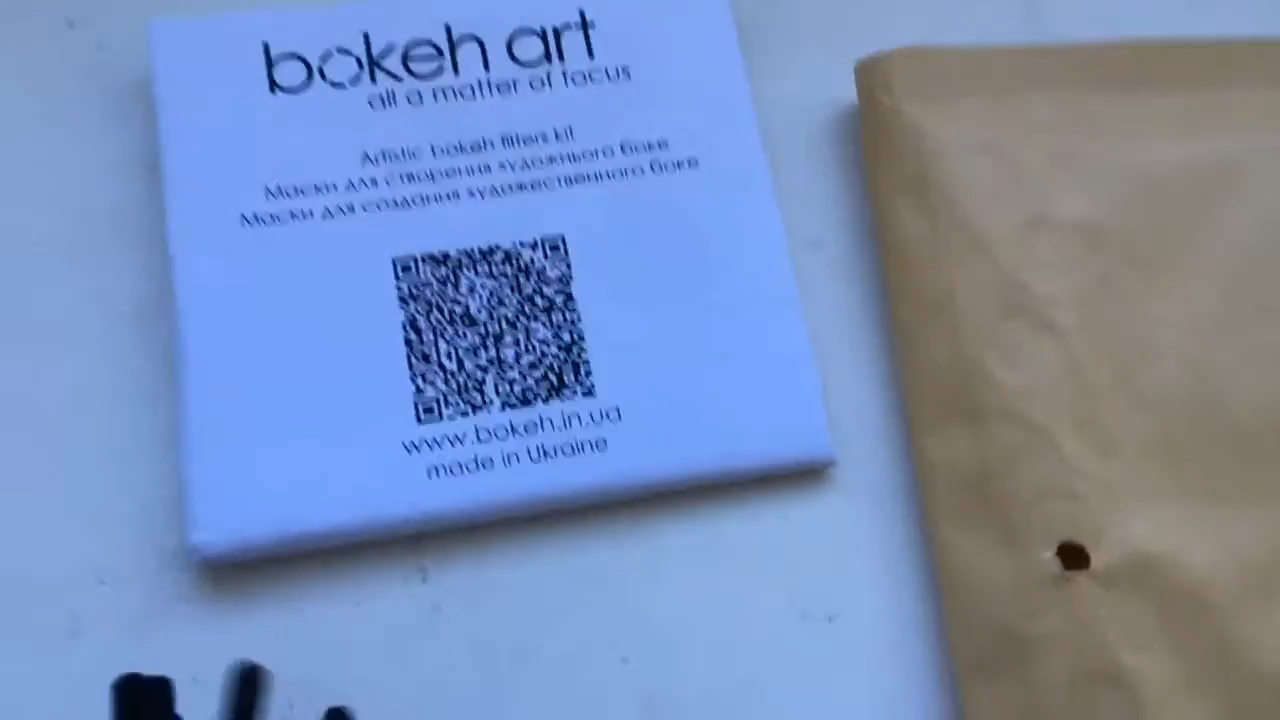 bokeh art
all a matter of focus
Artistic bokeh filters kit
Маски для створення художнього боке
Маски для создания художественного боке
www.bokeh.in.ua
made in Ukraine